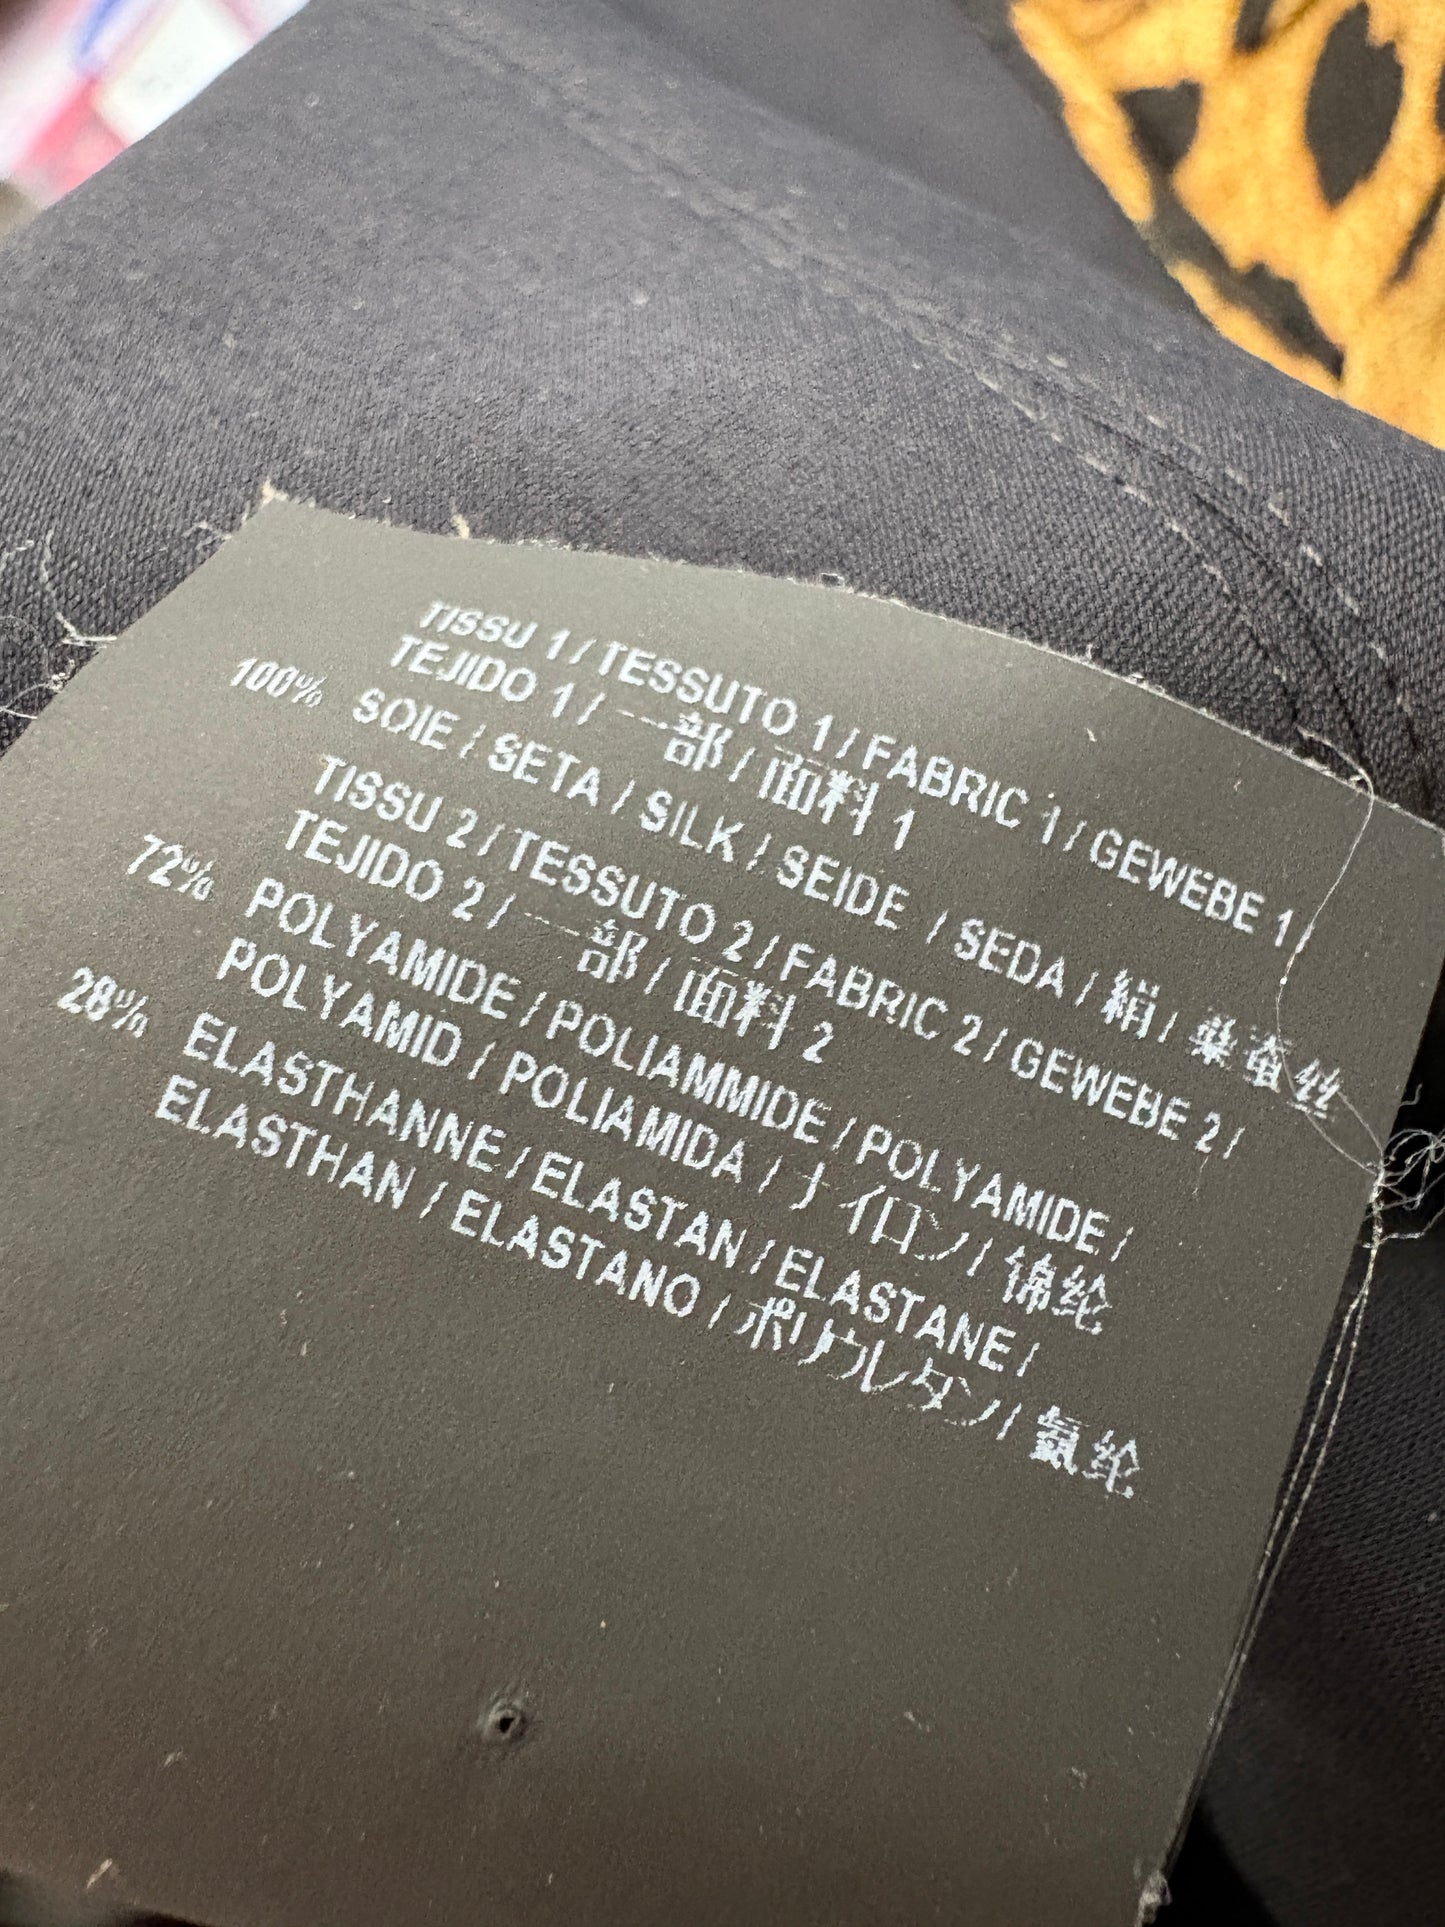 TISSU 1 / TESSUTO 1 / FABRIC 1 / GEWEBE 1 /
TEJIDO 1 / 一部 / 面料 1
100% SOIE / SETA / SILK / SEIDE / SEDA / 絹 / 桑蚕丝
TISSU 2 / TESSUTO 2 / FABRIC 2 / GEWEBE 2 /
TEJIDO 2 / 一部 / 面料 2
72% POLYAMIDE / POLIAMMIDE / POLYAMIDE /
POLYAMID / POLIAMIDA / ナイロン / 锦纶
28% ELASTHANNE / ELASTAN / ELASTANE /
ELASTHAN / ELASTANO / ポリウレタン / 氨纶